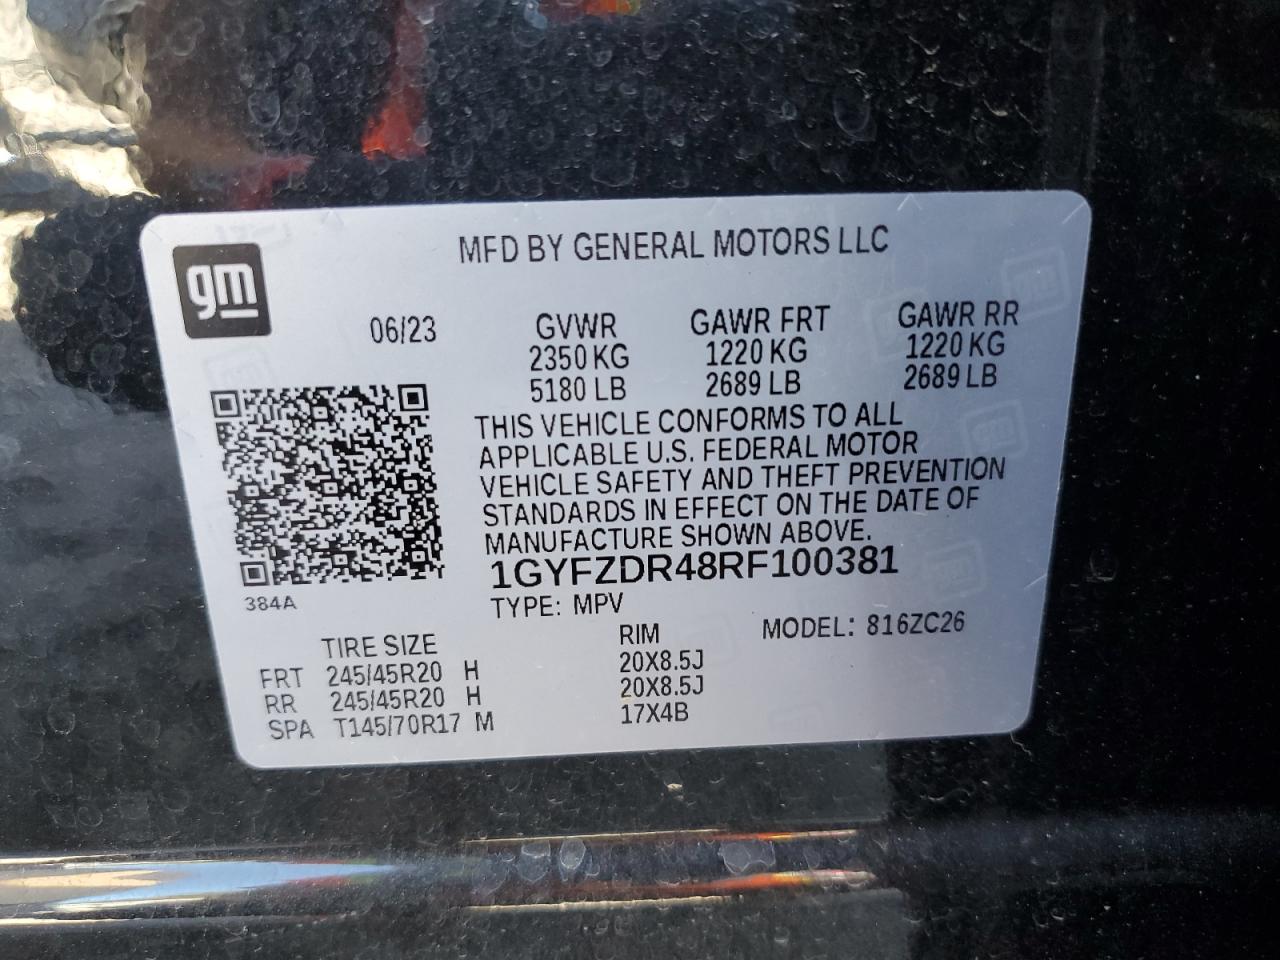 MFD BY GENERAL MOTORS LLC
gm
06/23 GVWR GAWR FRT GAWR RR
2350 KG 1220 KG 1220 KG
5180 LB 2689 LB 2689 LB
THIS VEHICLE CONFORMS TO ALL
APPLICABLE U.S. FEDERAL MOTOR
VEHICLE SAFETY AND THEFT PREVENTION
STANDARDS IN EFFECT ON THE DATE OF
MANUFACTURE SHOWN ABOVE.
1GYFZDR48RF100381
384A
TYPE: MPV MODEL: 816ZC26
TIRE SIZE RIM
FRT 245/45R20 H 20X8.5J
RR 245/45R20 H 20X8.5J
SPA T145/70R17 M 17X4B